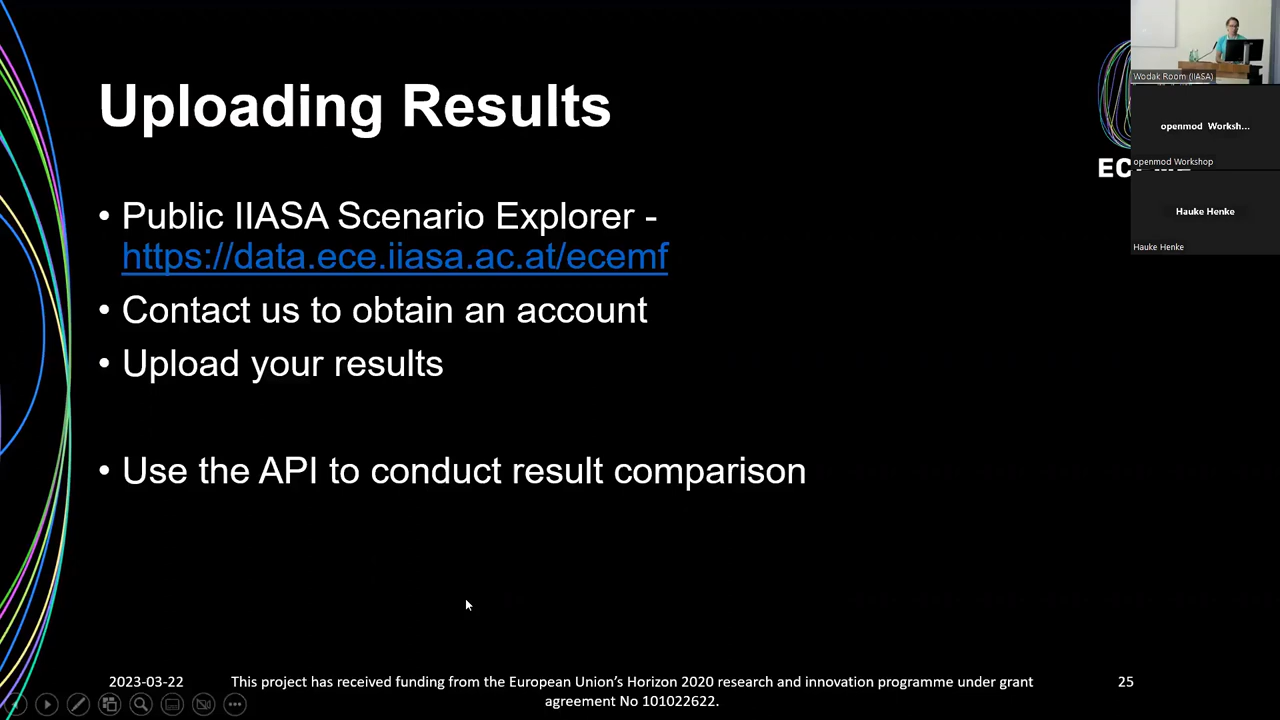 Uploading Results
• Public IIASA Scenario Explorer -
https://data.ece.iiasa.ac.at/ecemf
• Contact us to obtain an account
• Upload your results
• Use the API to conduct result comparison
Wodak Room (IIASA)
openmod Worksh...
openmod Workshop
Hauke Henke
Hauke Henke
2023-03-22
This project has received funding from the European Union’s Horizon 2020 research and innovation programme under grant
agreement No 101022622.
25